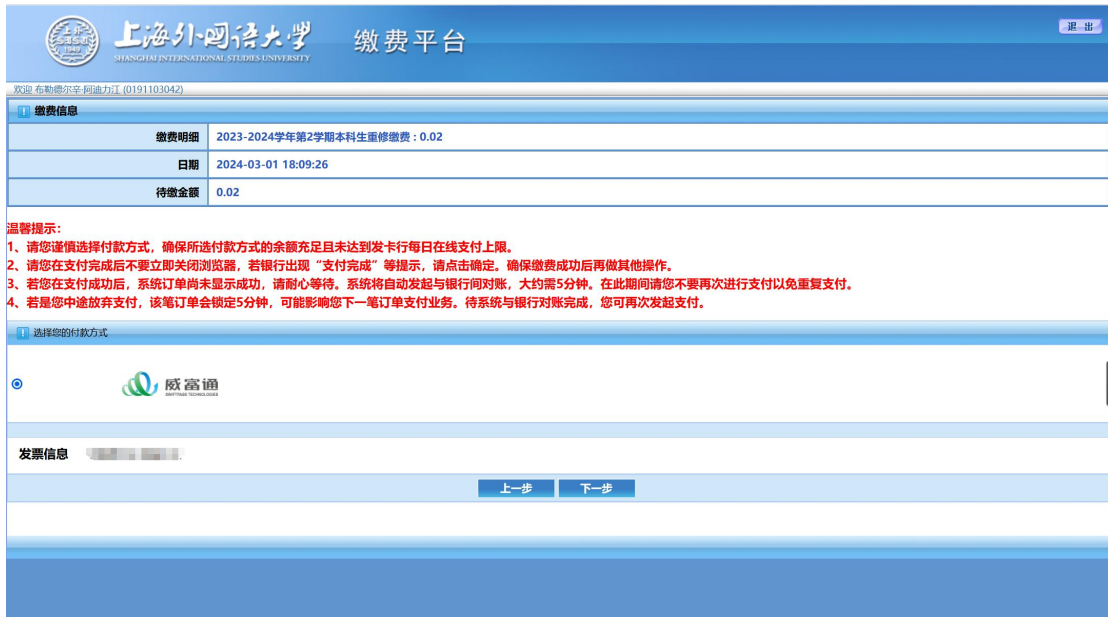 上海外国语大学
SHANGHAI INTERNATIONAL STUDIES UNIVERSITY
缴费平台
退 出
欢迎 布勒德尔辛·阿迪力江 (0191103042)
缴费信息
缴费明细 2023-2024学年第2学期本科生重修缴费 : 0.02
日期 2024-03-01 18:09:26
待缴金额 0.02
温馨提示:
1、请您谨慎选择付款方式，确保所选付款方式的余额充足且未达到发卡行每日在线支付上限。
2、请您在支付完成后不要立即关闭浏览器，若银行出现“支付完成”等提示，请点击确定。确保缴费成功后再做其他操作。
3、若您在支付成功后，系统订单尚未显示成功，请耐心等待。系统将自动发起与银行间对账，大约需5分钟。在此期间请您不要再次进行支付以免重复支付。
4、若是您中途放弃支付，该笔订单会锁定5分钟，可能影响您下一笔订单支付业务。待系统与银行对账完成，您可再次发起支付。
选择您的付款方式
威富通
SWIFTPASS TECHNOLOGIES
发票信息
上一步 下一步